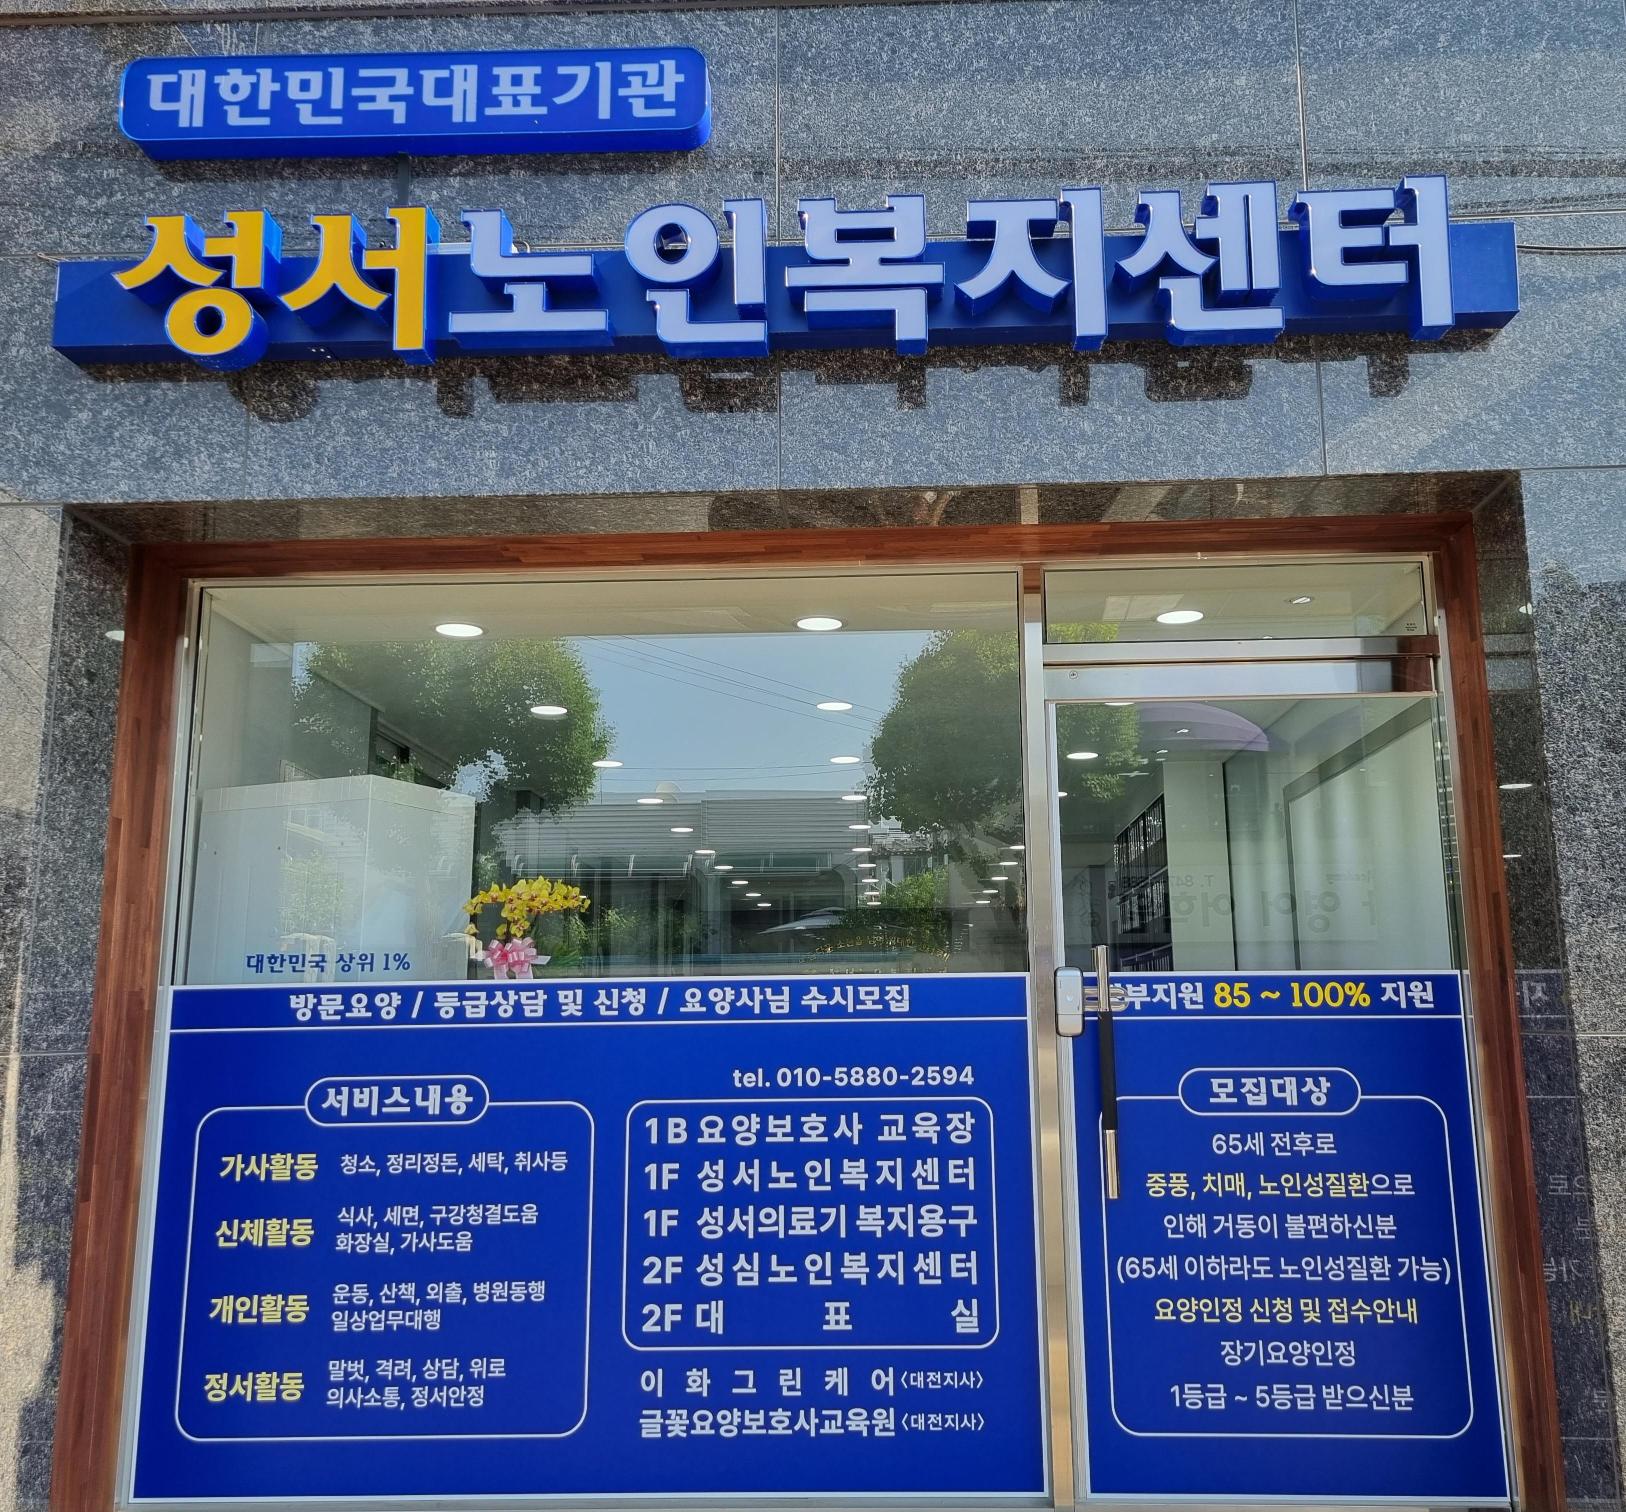 대한민국대표기관
성서노인복지센터
대한민국 상위 1%
방문요양 / 등급상담 및 신청 / 요양사님 수시모집
서비스내용
가사활동 청소, 정리정돈, 세탁, 취사등
신체활동 식사, 세면, 구강청결도움
화장실, 가사도움
개인활동 운동, 산책, 외출, 병원동행
일상업무대행
정서활동 말벗, 격려, 상담, 위로
의사소통, 정서안정
tel. 010-5880-2594
1B 요양보호사 교육장
1F 성서노인복지센터
1F 성서의료기 복지용구
2F 성심노인복지센터
2F 대 표 실
이 화 그 린 케 어 <대전지사>
글꽃요양보호사교육원 <대전지사>
부지원 85 ~ 100% 지원
모집대상
65세 전후로
중풍, 치매, 노인성질환으로
인해 거동이 불편하신분
(65세 이하라도 노인성질환 가능)
요양인정 신청 및 접수안내
장기요양인정
1등급 ~ 5등급 받으신분